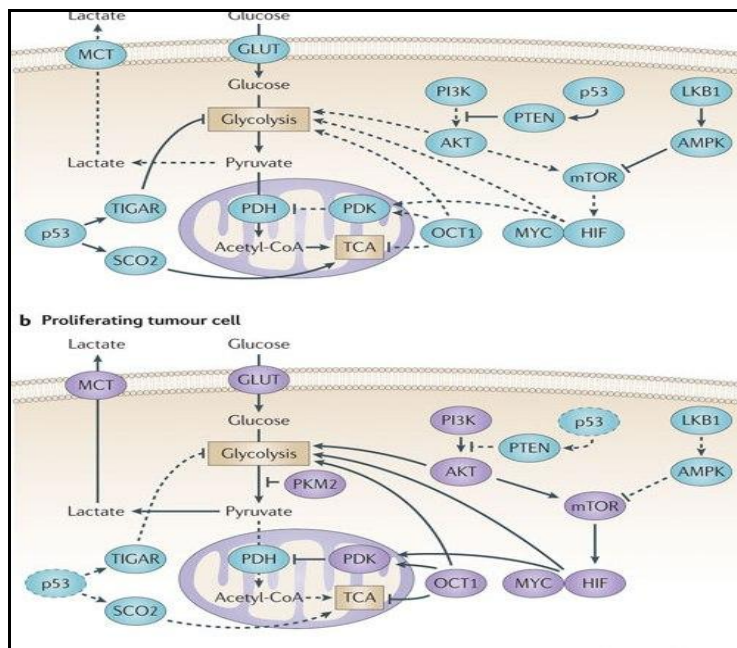 Lactate Glucose
MCT GLUT
Glucose PI3K p53 LKB1
Glycolysis PTEN
AKT AMPK
Lactate Pyruvate mTOR
TIGAR PDH PDK
p53 OCT1 MYC HIF
Acetyl-CoA TCA
SCO2
b Proliferating tumour cell
Lactate Glucose
MCT GLUT
Glucose PI3K p53 LKB1
Glycolysis PTEN
AKT AMPK
PKM2
Lactate Pyruvate mTOR
TIGAR PDH PDK
p53 OCT1 MYC HIF
Acetyl-CoA TCA
SCO2